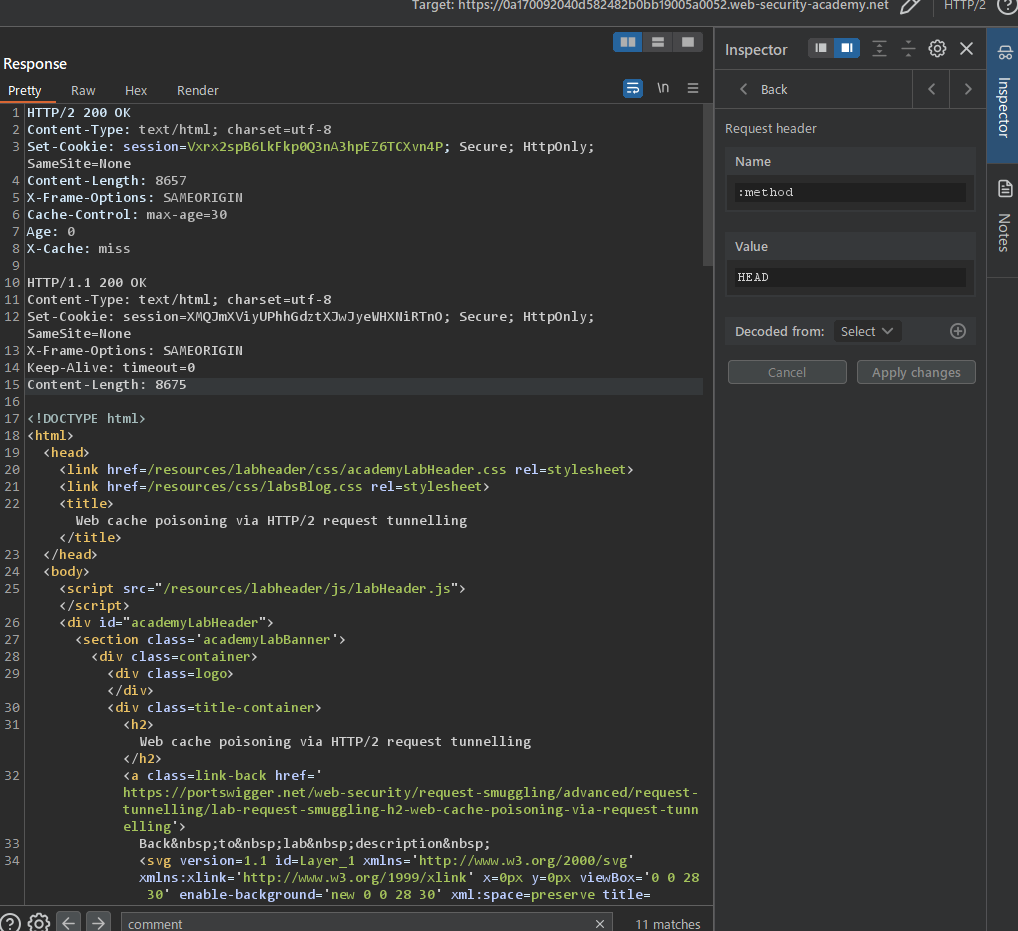 Target: https://0a170092040d582482b0bb19005a0052.web-security-academy.net
HTTP/2
Response
Pretty Raw Hex Render
\n
1 HTTP/2 200 OK
2 Content-Type: text/html; charset=utf-8
3 Set-Cookie: session=Vxrx2spB6LkFkp0Q3nA3hpEZ6TCXvn4P; Secure; HttpOnly;
SameSite=None
4 Content-Length: 8657
5 X-Frame-Options: SAMEORIGIN
6 Cache-Control: max-age=30
7 Age: 0
8 X-Cache: miss
9
10 HTTP/1.1 200 OK
11 Content-Type: text/html; charset=utf-8
12 Set-Cookie: session=XMQJmXViyUPhhGdztXJwJyeWHXNiRTnO; Secure; HttpOnly;
SameSite=None
13 X-Frame-Options: SAMEORIGIN
14 Keep-Alive: timeout=0
15 Content-Length: 8675
16
17 <!DOCTYPE html>
18 <html>
19 <head>
20 <link href=/resources/labheader/css/academyLabHeader.css rel=stylesheet>
21 <link href=/resources/css/labsBlog.css rel=stylesheet>
22 <title>
Web cache poisoning via HTTP/2 request tunnelling
</title>
23 </head>
24 <body>
25 <script src="/resources/labheader/js/labHeader.js">
</script>
26 <div id="academyLabHeader">
27 <section class='academyLabBanner'>
28 <div class=container>
29 <div class=logo>
</div>
30 <div class=title-container>
31 <h2>
Web cache poisoning via HTTP/2 request tunnelling
</h2>
32 <a class=link-back href='
https://portswigger.net/web-security/request-smuggling/advanced/request-
tunnelling/lab-request-smuggling-h2-web-cache-poisoning-via-request-tunn
elling'>
33 Back&nbsp;to&nbsp;lab&nbsp;description&nbsp;
34 <svg version=1.1 id=Layer_1 xmlns='http://www.w3.org/2000/svg'
xmlns:xlink='http://www.w3.org/1999/xlink' x=0px y=0px viewBox='0 0 28
30' enable-background='new 0 0 28 30' xml:space=preserve title=
comment
11 matches
Inspector
Back
Request header
Name
:method
Value
HEAD
Decoded from: Select
Cancel Apply changes
Inspector
Notes